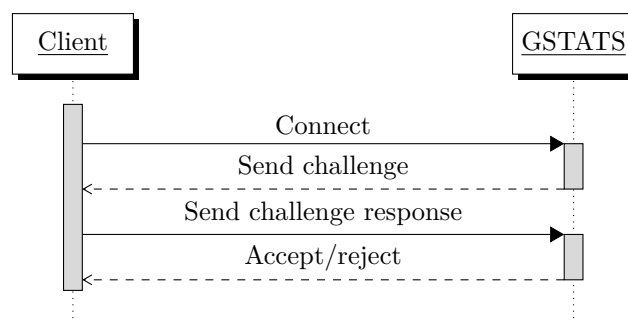 Client
GSTATS
Connect
Send challenge
Send challenge response
Accept/reject